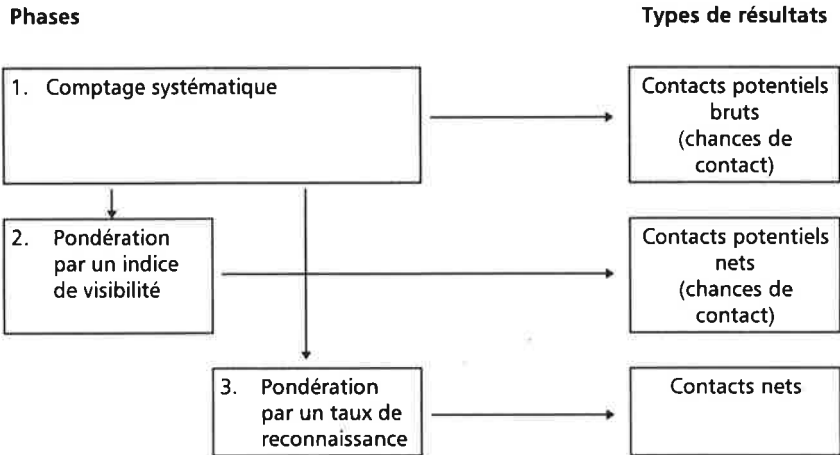 Phases
Types de résultats
1. Comptage systématique
Contacts potentiels
bruts
(chances de
contact)
2. Pondération
par un indice
de visibilité
Contacts potentiels
nets
(chances de
contact)
3. Pondération
par un taux de
reconnaissance
Contacts nets